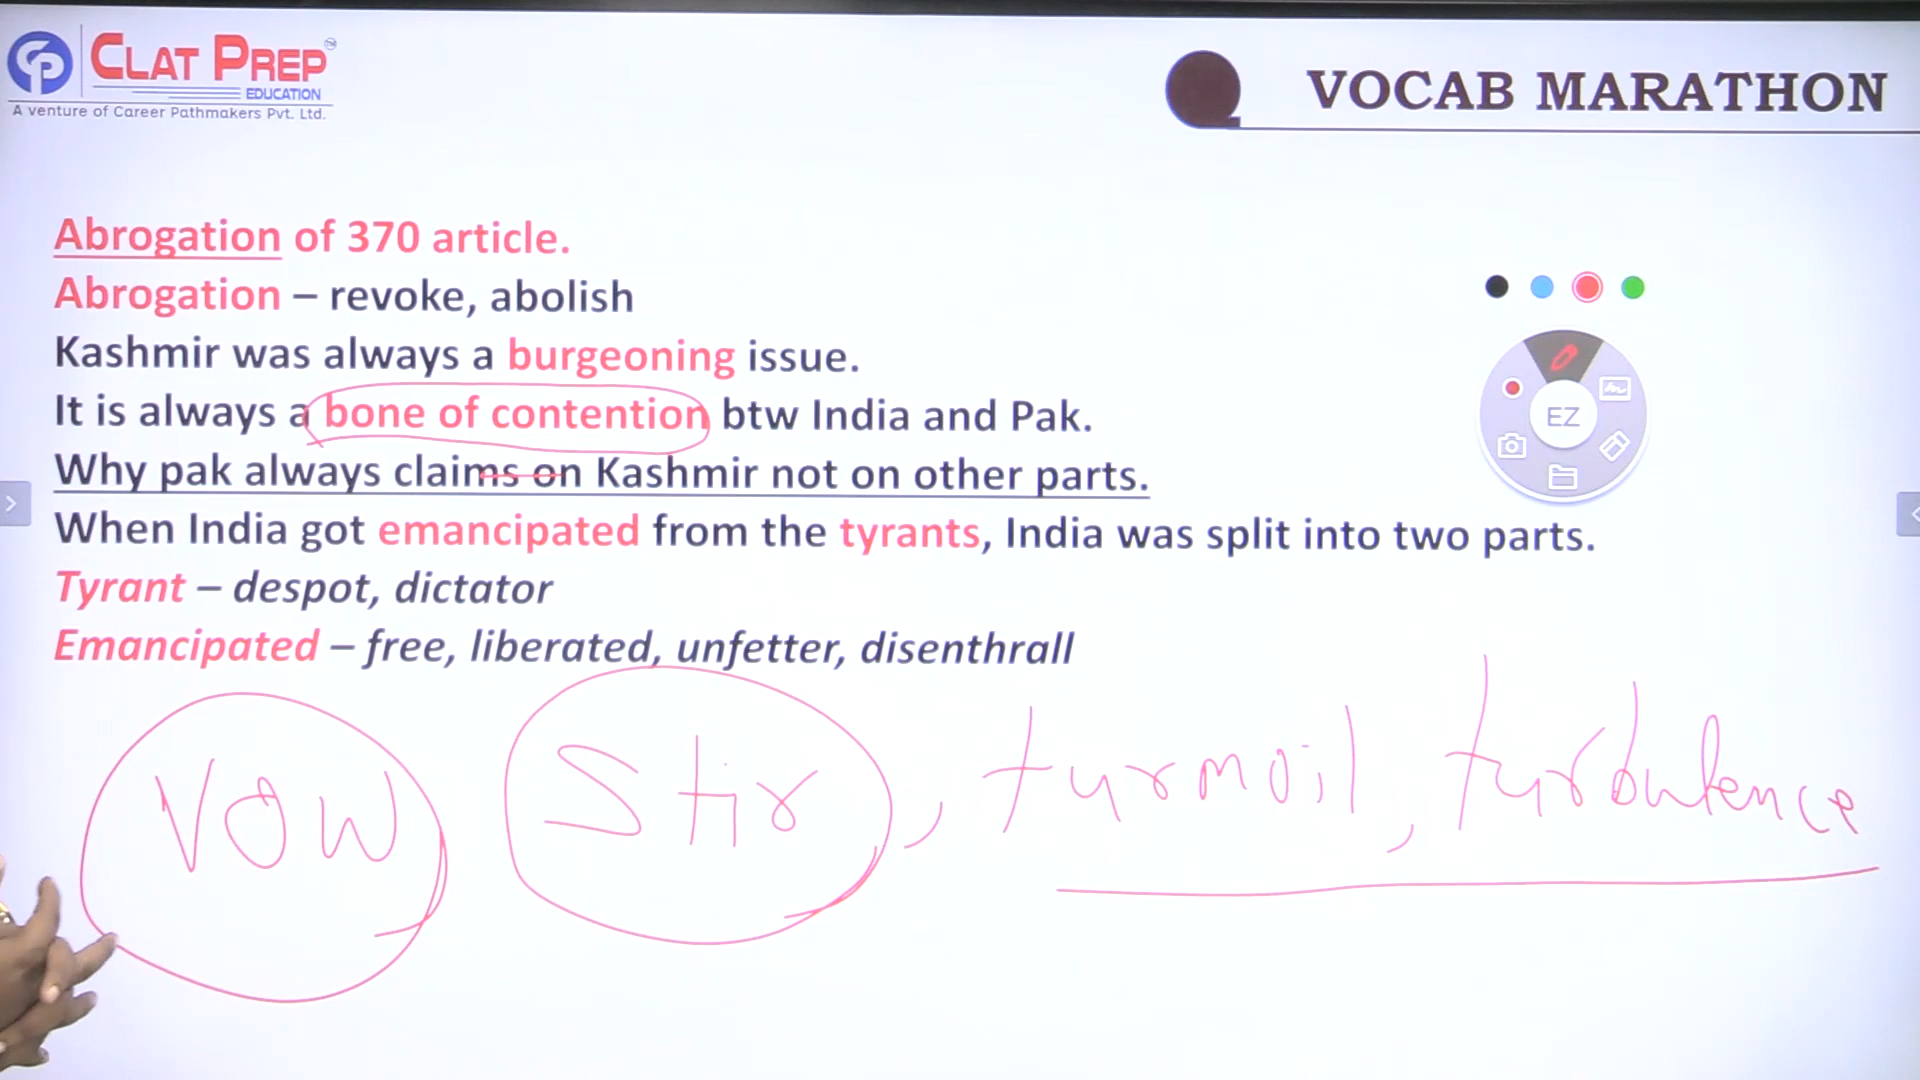 CLAT PREP™
EDUCATION
A venture of Career Pathmakers Pvt. Ltd.
VOCAB MARATHON
Abrogation of 370 article.
Abrogation – revoke, abolish
Kashmir was always a burgeoning issue.
It is always a bone of contention btw India and Pak.
Why pak always claims on Kashmir not on other parts.
When India got emancipated from the tyrants, India was split into two parts.
Tyrant – despot, dictator
Emancipated – free, liberated, unfetter, disenthrall
EZ
Vow Stir, turmoil, turbulence